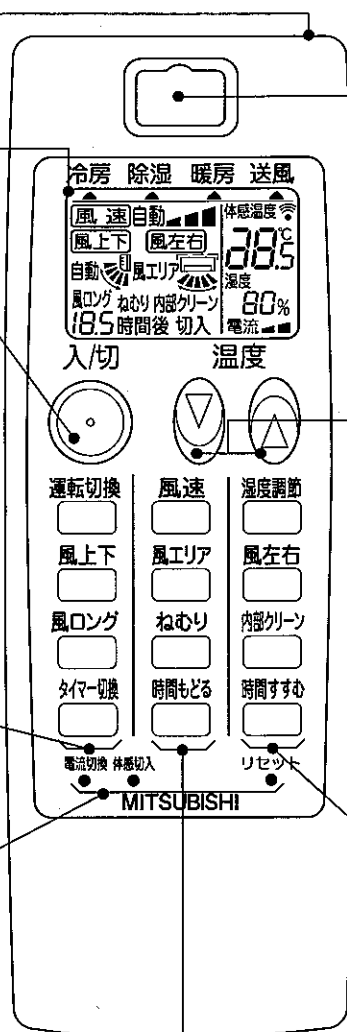 冷房 除湿 暖房 送風
風 速 自動 体感温度
風上下 風左右 28.5℃
自動 風エリア 湿度
風ロング ねむり 内部クリーン 80%
18.5時間後 切入 電流
入/切 温度
運転切換 風速 湿度調節
風上下 風エリア 風左右
風ロング ねむり 内部クリーン
タイマー切換 時間もどる 時間すすむ
電流切換 体感切入 リセット
MITSUBISHI